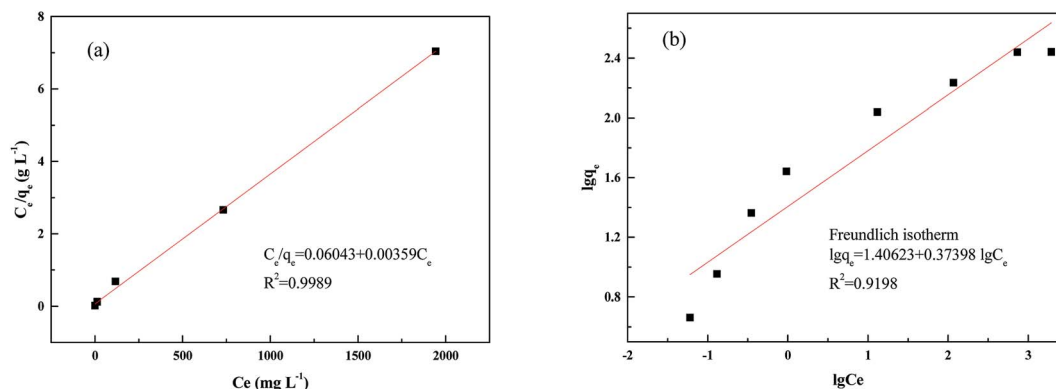 (a)
8
6
4
2
0
C_e/q_e (g L^-1)
C_e/q_e=0.06043+0.00359C_e
R^2=0.9989
0 500 1000 1500 2000
Ce (mg L^-1)
(b)
2.4
2.0
1.6
1.2
0.8
lgq_e
Freundlich isotherm
lgq_e=1.40623+0.37398 lgC_e
R^2=0.9198
-2 -1 0 1 2 3
lgCe